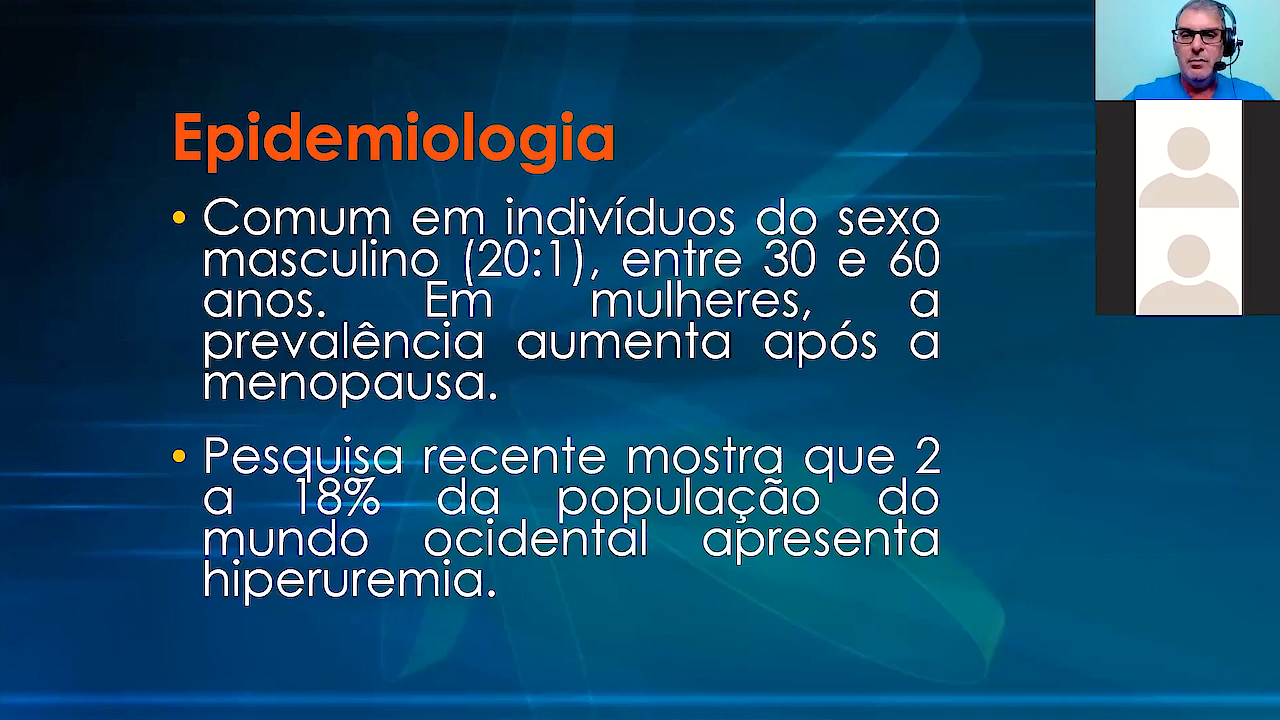 Epidemiologia
• Comum em indivíduos do sexo
masculino (20:1), entre 30 e 60
anos. Em mulheres, a
prevalência aumenta após a
menopausa.
• Pesquisa recente mostra que 2
a 18% da população do
mundo ocidental apresenta
hiperuremia.